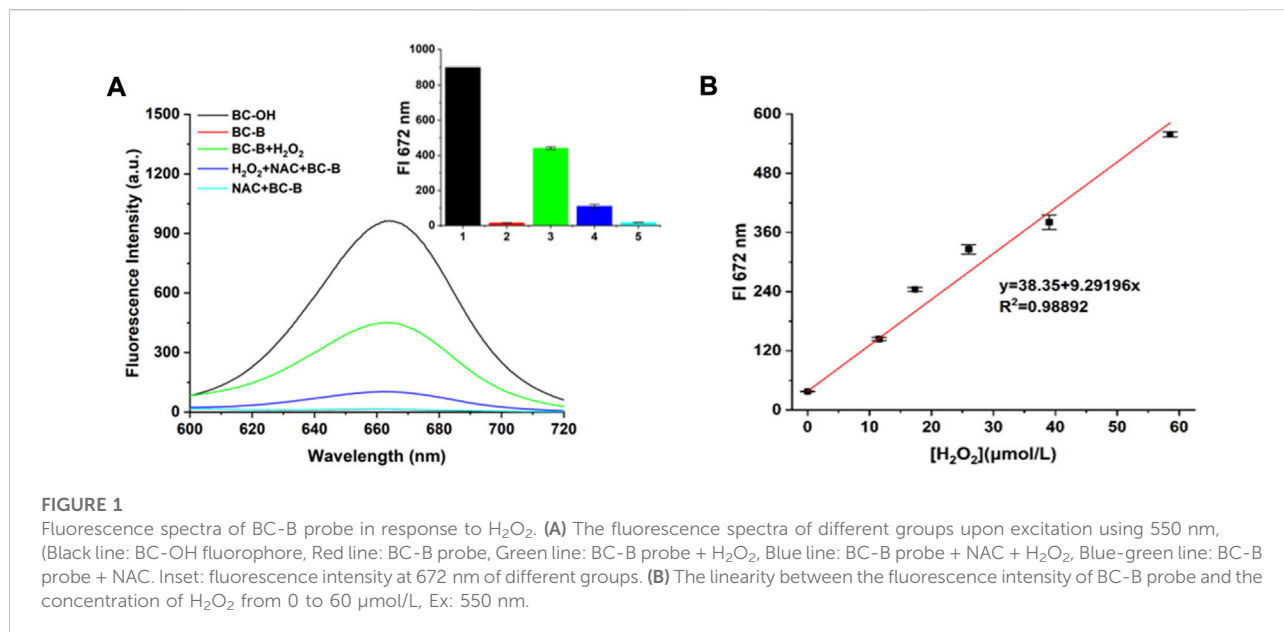 A
1500
1200
900
600
300
0
600
620
640
660
680
700
720
Fluorescence Intensity (a.u.)
Wavelength (nm)
BC-OH
BC-B
BC-B+H₂O₂
H₂O₂+NAC+BC-B
NAC+BC-B
1000
800
600
400
200
0
1
2
3
4
5
FI 672 nm
B
600
480
360
240
120
0
0
10
20
30
40
50
60
FI 672 nm
[H₂O₂](μmol/L)
y=38.35+9.29196x
R²=0.98892
FIGURE 1
Fluorescence spectra of BC-B probe in response to H₂O₂. (A) The fluorescence spectra of different groups upon excitation using 550 nm,
(Black line: BC-OH fluorophore, Red line: BC-B probe, Green line: BC-B probe + H₂O₂, Blue line: BC-B probe + NAC + H₂O₂, Blue-green line: BC-B
probe + NAC. Inset: fluorescence intensity at 672 nm of different groups. (B) The linearity between the fluorescence intensity of BC-B probe and the
concentration of H₂O₂ from 0 to 60 μmol/L, Ex: 550 nm.